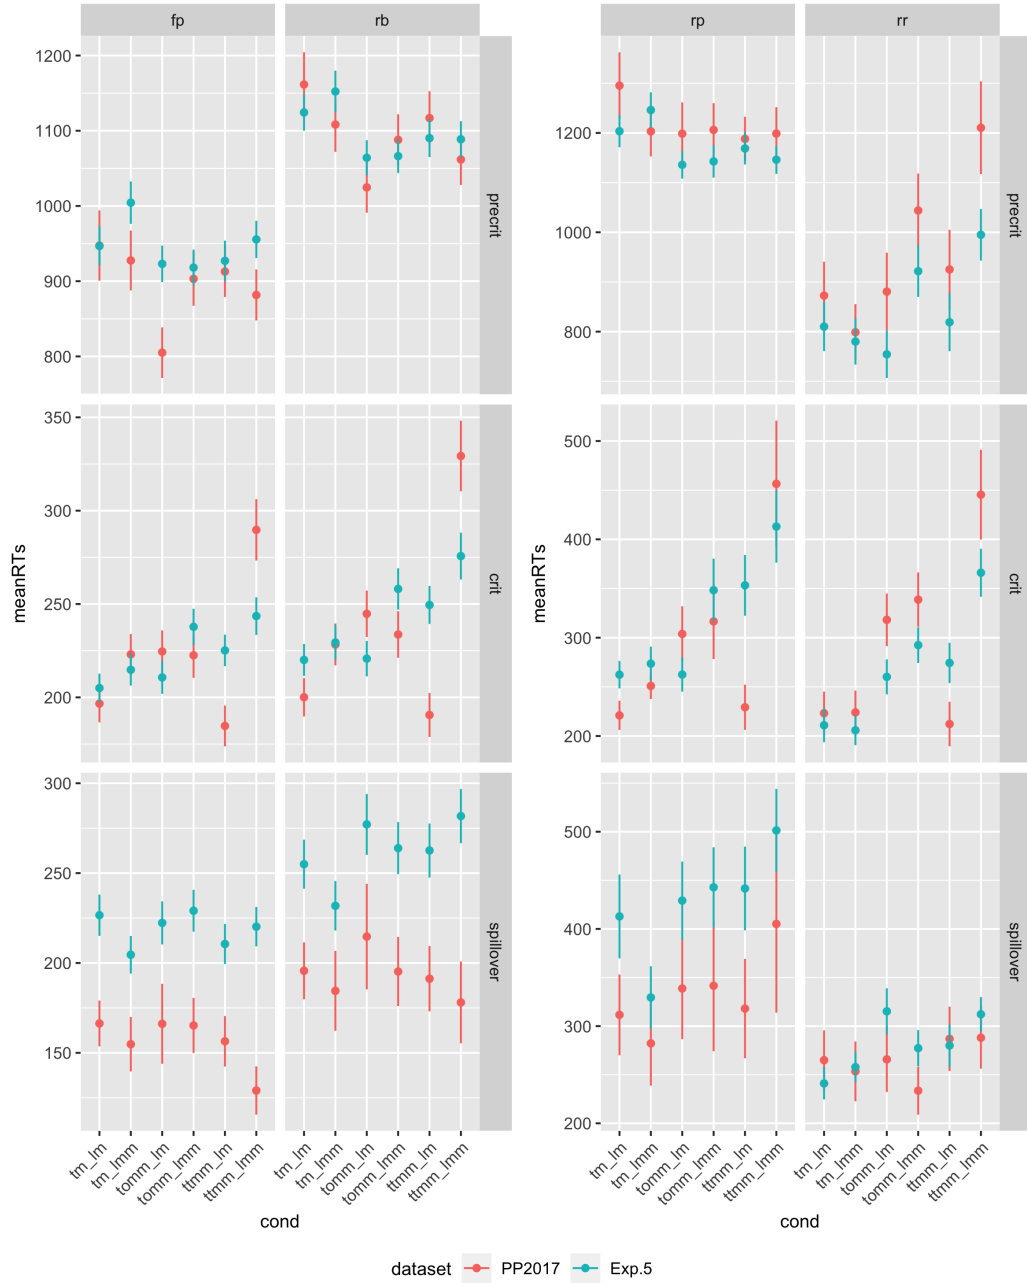 fp rb rp rr
1200
1100
1000
900
800
precrit
1200
1000
800
precrit
350
300
250
200
crit
500
400
300
200
crit
300
250
200
150
spillover
500
400
300
200
spillover
meanRTs
meanRTs
tm_lm tm_lmm tomm_lm tomm_lmm ttmm_lm ttmm_lmm tm_lm tm_lmm tomm_lm tomm_lmm ttmm_lm ttmm_lmm
tm_lm tm_lmm tomm_lm tomm_lmm ttmm_lm ttmm_lmm tm_lm tm_lmm tomm_lm tomm_lmm ttmm_lm ttmm_lmm
cond cond
dataset PP2017 Exp.5